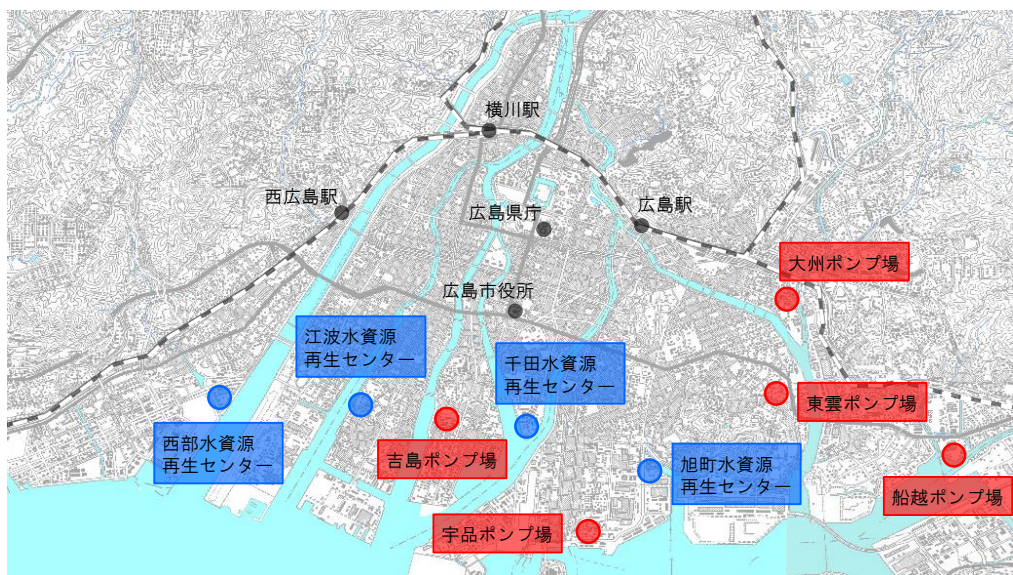 横川駅
西広島駅
広島県庁
広島駅
大州ポンプ場
広島市役所
江波水資源
再生センター
千田水資源
再生センター
東雲ポンプ場
西部水資源
再生センター
吉島ポンプ場
旭町水資源
再生センター
船越ポンプ場
宇品ポンプ場